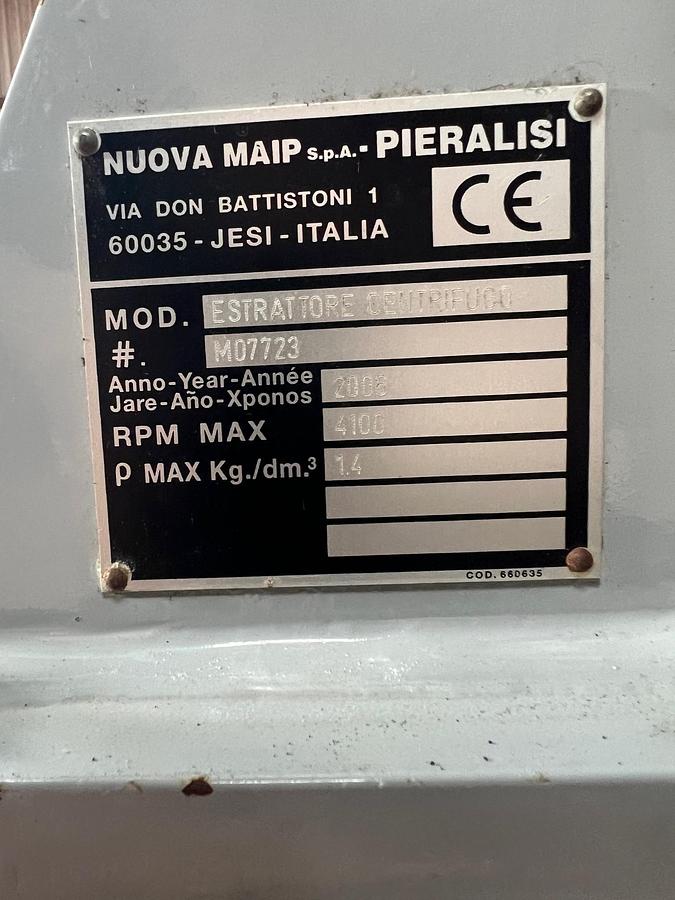 NUOVA MAIP S.p.A. - PIERALISI
VIA DON BATTISTONI 1
60035 - JESI - ITALIA
CE
MOD. ESTRATTORE CENTRIFUGO
#. M07723
Anno-Year-Année
Jare-Año-Xponos 2008
RPM MAX 4100
ρ MAX Kg./dm.³ 1.4
COD. 660635